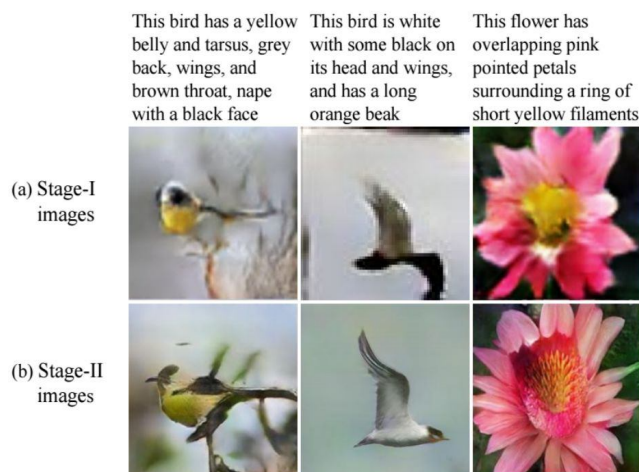 This bird has a yellow
belly and tarsus, grey
back, wings, and
brown throat, nape
with a black face
This bird is white
with some black on
its head and wings,
and has a long
orange beak
This flower has
overlapping pink
pointed petals
surrounding a ring of
short yellow filaments
(a) Stage-I
images
(b) Stage-II
images